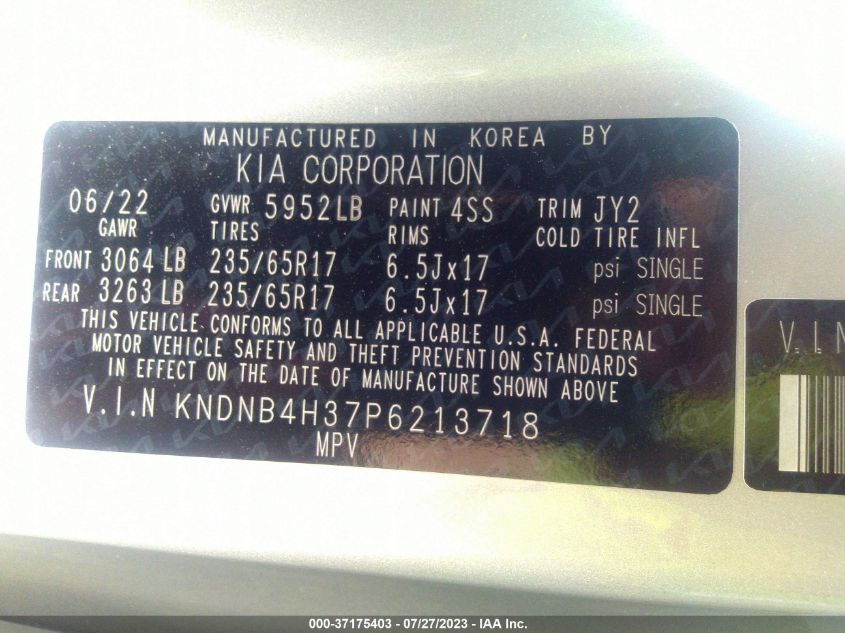 MANUFACTURED IN KOREA BY
KIA CORPORATION
06/22 GVWR 5952LB PAINT 4SS TRIM JY2
GAWR TIRES RIMS COLD TIRE INFL
FRONT 3064 LB 235/65R17 6.5Jx17 psi SINGLE
REAR 3263 LB 235/65R17 6.5Jx17 psi SINGLE
THIS VEHICLE CONFORMS TO ALL APPLICABLE U.S.A. FEDERAL
MOTOR VEHICLE SAFETY AND THEFT PREVENTION STANDARDS
IN EFFECT ON THE DATE OF MANUFACTURE SHOWN ABOVE
V.I.N KNDNB4H37P6213718
MPV
V.I.N
000-37175403 - 07/27/2023 - IAA Inc.